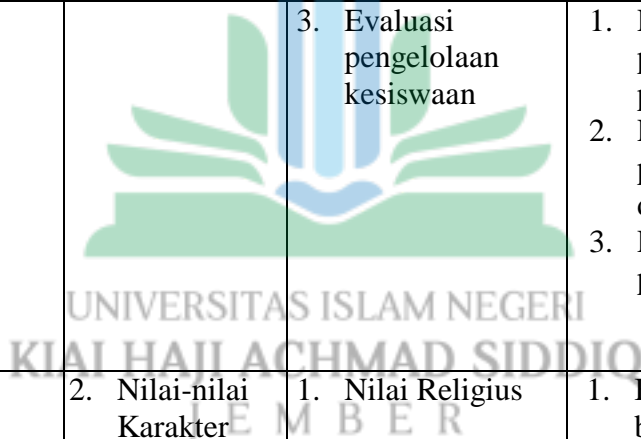 3. Evaluasi
pengelolaan
kesiswaan
1.
2.
3.
UNIVERSITAS ISLAM NEGERI
KIAI HAJI ACHMAD SIDDIQ
JEMBER
2. Nilai-nilai
Karakter
1. Nilai Religius
1.